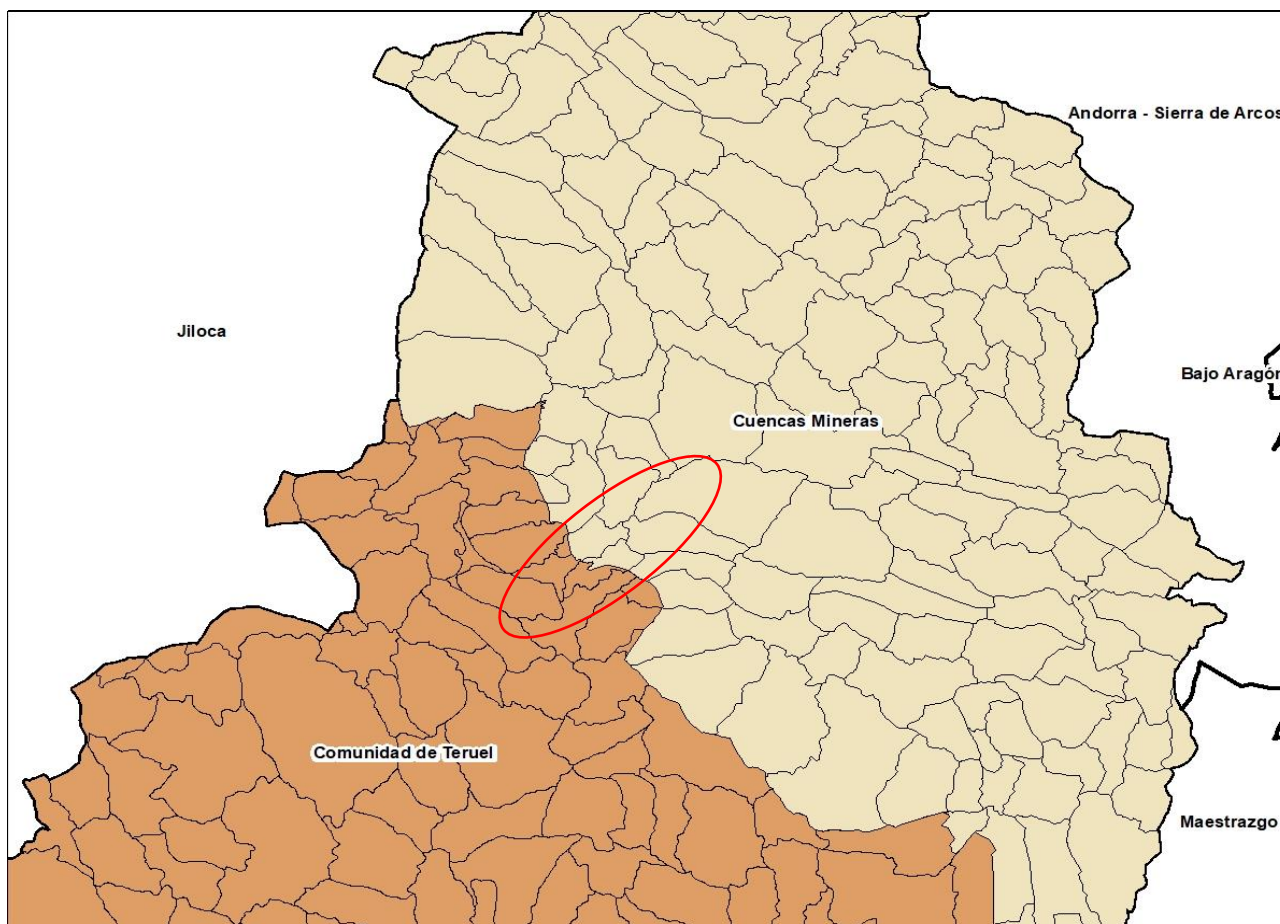 Andorra - Sierra de Arcos
Jiloca
Bajo Aragón
Cuencas Mineras
Comunidad de Teruel
Maestrazgo